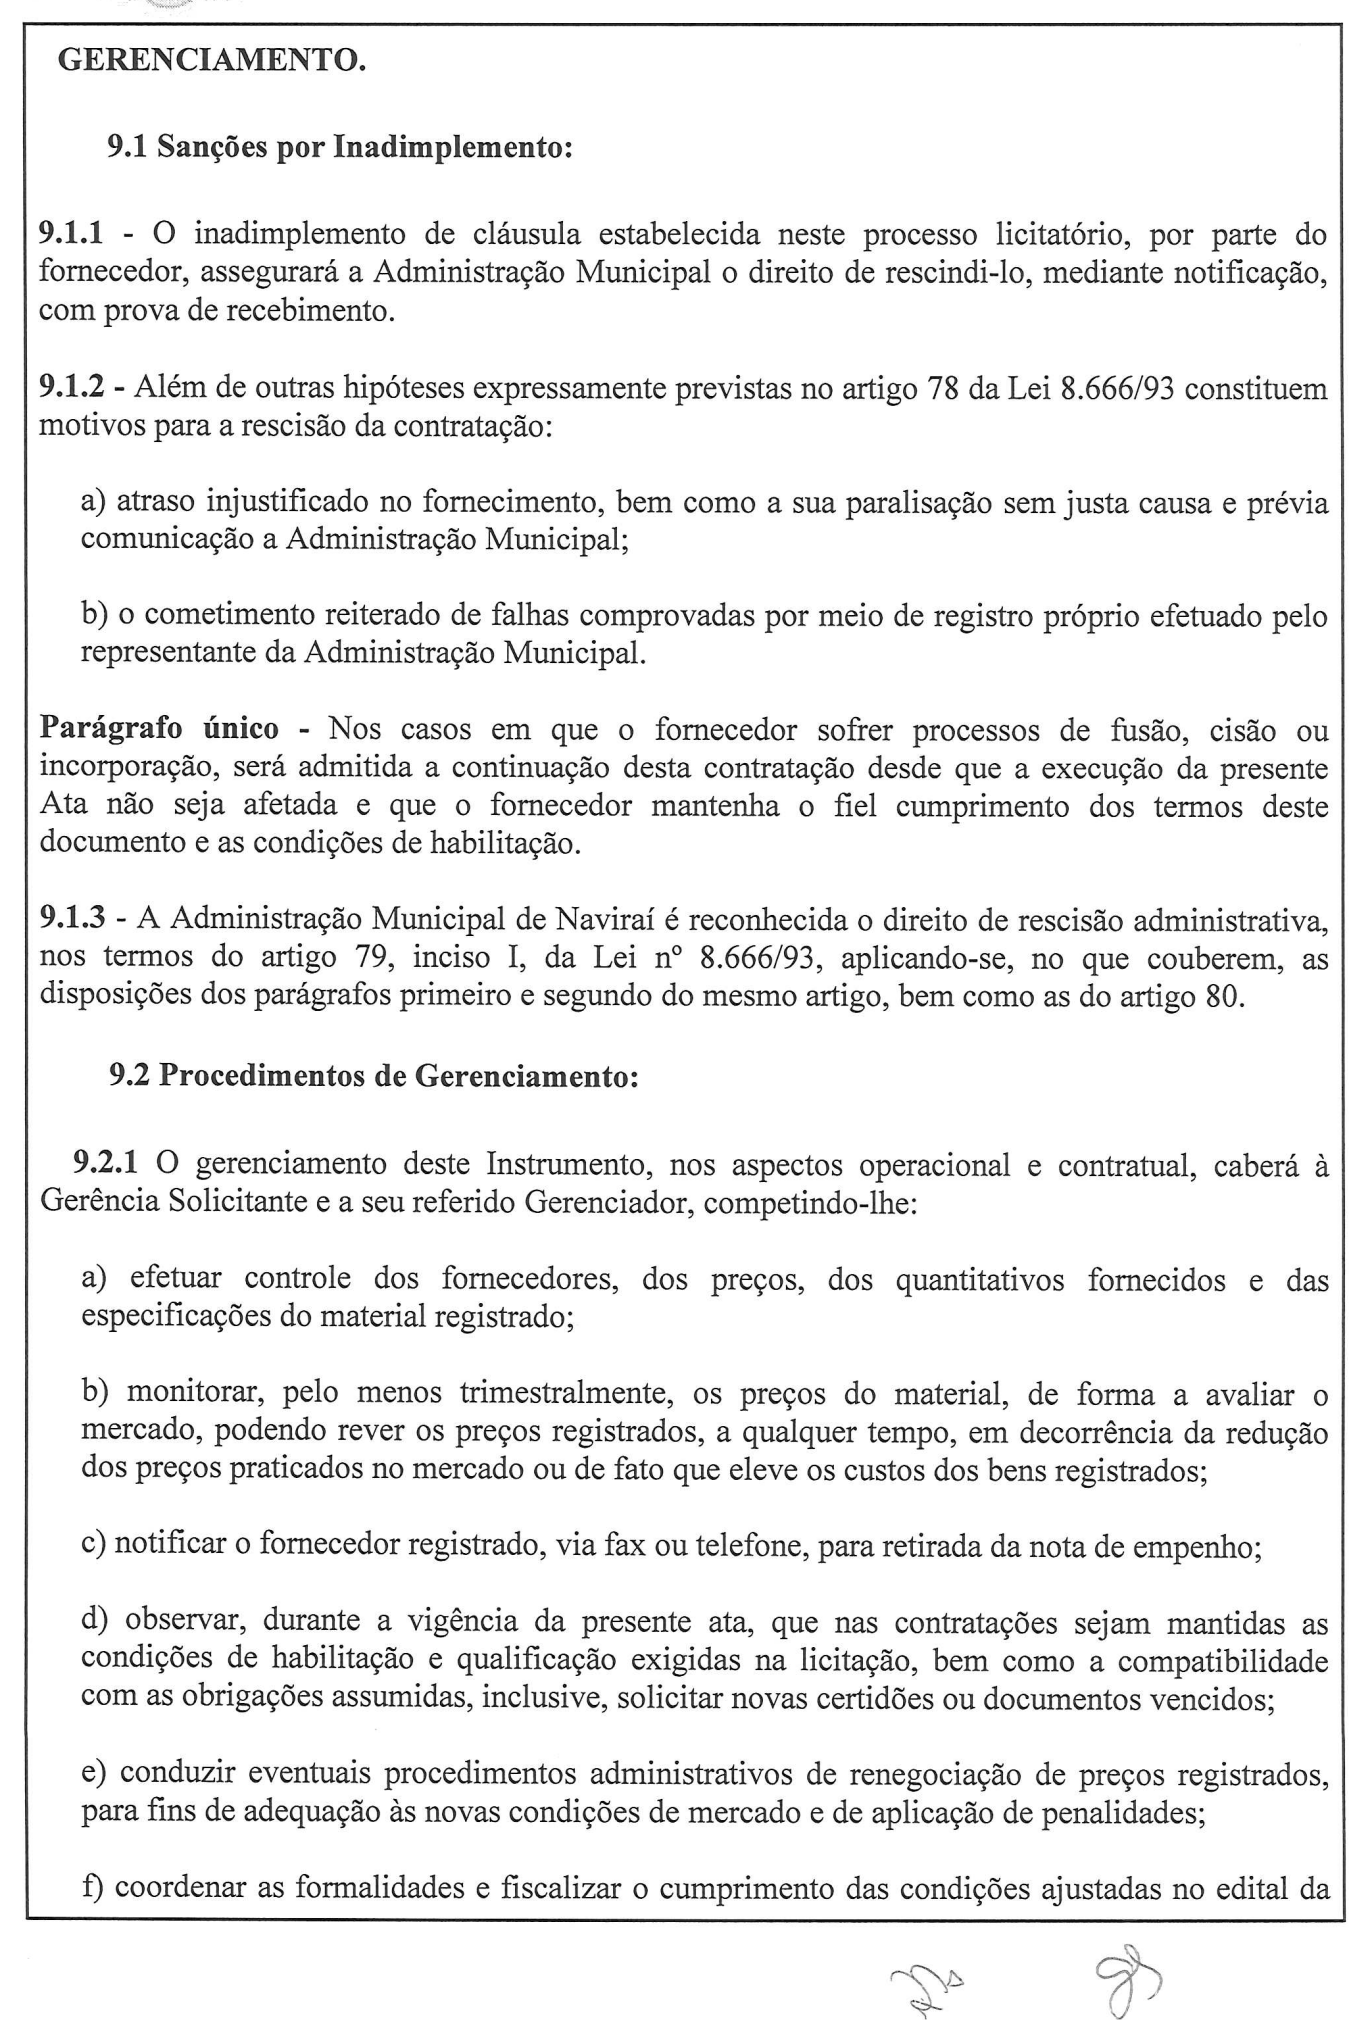 GERENCIAMENTO.
9.1 Sanções por Inadimplemento:
9.1.1 - O inadimplemento de cláusula estabelecida neste processo licitatório, por parte do
fornecedor, assegurará a Administração Municipal o direito de rescindi-lo, mediante notificação,
com prova de recebimento.
9.1.2 - Além de outras hipóteses expressamente previstas no artigo 78 da Lei 8.666/93 constituem
motivos para a rescisão da contratação:
a) atraso injustificado no fornecimento, bem como a sua paralisação sem justa causa e prévia
comunicação a Administração Municipal;
b) o cometimento reiterado de falhas comprovadas por meio de registro próprio efetuado pelo
representante da Administração Municipal.
Parágrafo único - Nos casos em que o fornecedor sofrer processos de fusão, cisão ou
incorporação, será admitida a continuação desta contratação desde que a execução da presente
Ata não seja afetada e que o fornecedor mantenha o fiel cumprimento dos termos deste
documento e as condições de habilitação.
9.1.3 - A Administração Municipal de Naviraí é reconhecida o direito de rescisão administrativa,
nos termos do artigo 79, inciso I, da Lei nº 8.666/93, aplicando-se, no que couberem, as
disposições dos parágrafos primeiro e segundo do mesmo artigo, bem como as do artigo 80.
9.2 Procedimentos de Gerenciamento:
9.2.1 O gerenciamento deste Instrumento, nos aspectos operacional e contratual, caberá à
Gerência Solicitante e a seu referido Gerenciador, competindo-lhe:
a) efetuar controle dos fornecedores, dos preços, dos quantitativos fornecidos e das
especificações do material registrado;
b) monitorar, pelo menos trimestralmente, os preços do material, de forma a avaliar o
mercado, podendo rever os preços registrados, a qualquer tempo, em decorrência da redução
dos preços praticados no mercado ou de fato que eleve os custos dos bens registrados;
c) notificar o fornecedor registrado, via fax ou telefone, para retirada da nota de empenho;
d) observar, durante a vigência da presente ata, que nas contratações sejam mantidas as
condições de habilitação e qualificação exigidas na licitação, bem como a compatibilidade
com as obrigações assumidas, inclusive, solicitar novas certidões ou documentos vencidos;
e) conduzir eventuais procedimentos administrativos de renegociação de preços registrados,
para fins de adequação às novas condições de mercado e de aplicação de penalidades;
f) coordenar as formalidades e fiscalizar o cumprimento das condições ajustadas no edital da